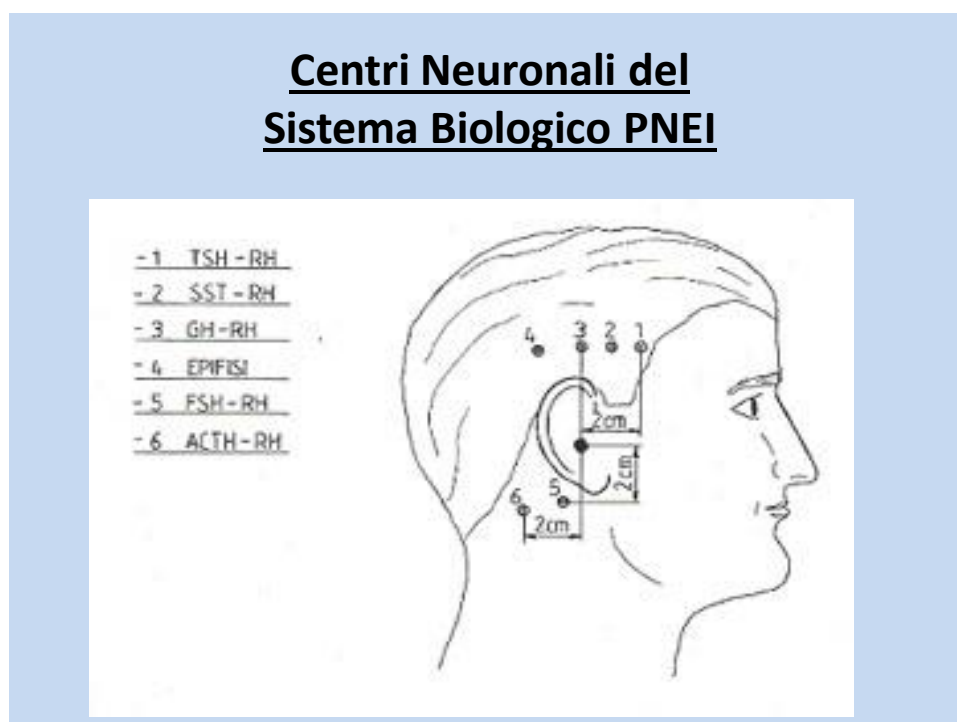 Centri Neuronali del
Sistema Biologico PNEI
- 1 TSH - RH
- 2 SST - RH
- 3 GH - RH
- 4 EPIFISI
- 5 FSH - RH
- 6 ACTH - RH
4 3 2 1
2cm
2cm
5
6
2cm